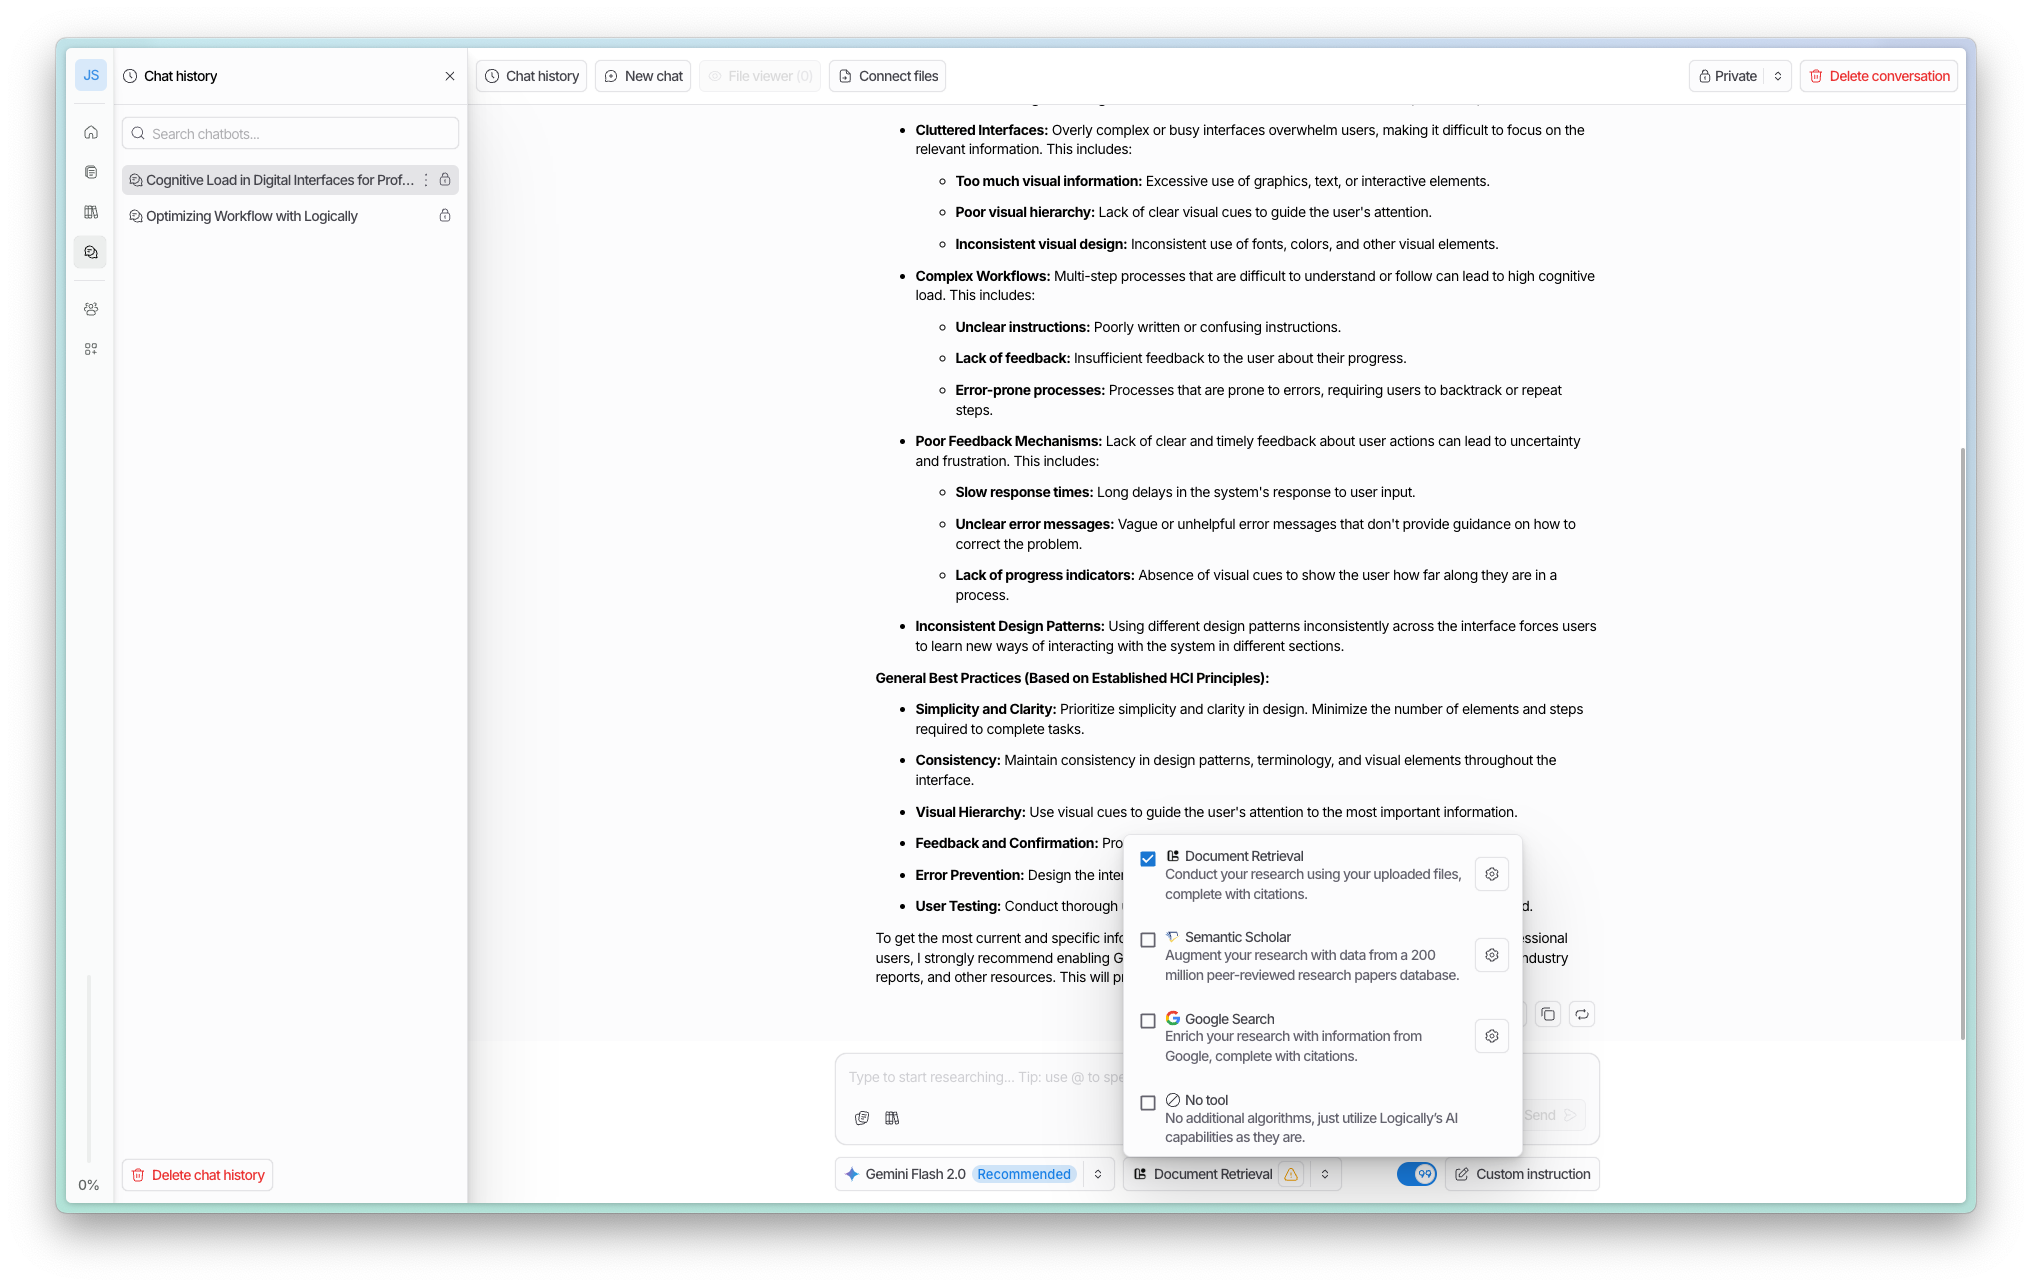 JS
Chat history
Search chatbots...
Cognitive Load in Digital Interfaces for Prof...
Optimizing Workflow with Logically
Delete chat history
0%
Chat history
New chat
File viewer (0)
Connect files
Private
Delete conversation
Cluttered Interfaces: Overly complex or busy interfaces overwhelm users, making it difficult to focus on the
relevant information. This includes:
Too much visual information: Excessive use of graphics, text, or interactive elements.
Poor visual hierarchy: Lack of clear visual cues to guide the user's attention.
Inconsistent visual design: Inconsistent use of fonts, colors, and other visual elements.
Complex Workflows: Multi-step processes that are difficult to understand or follow can lead to high cognitive
load. This includes:
Unclear instructions: Poorly written or confusing instructions.
Lack of feedback: Insufficient feedback to the user about their progress.
Error-prone processes: Processes that are prone to errors, requiring users to backtrack or repeat
steps.
Poor Feedback Mechanisms: Lack of clear and timely feedback about user actions can lead to uncertainty
and frustration. This includes:
Slow response times: Long delays in the system's response to user input.
Unclear error messages: Vague or unhelpful error messages that don't provide guidance on how to
correct the problem.
Lack of progress indicators: Absence of visual cues to show the user how far along they are in a
process.
Inconsistent Design Patterns: Using different design patterns inconsistently across the interface forces users
to learn new ways of interacting with the system in different sections.
General Best Practices (Based on Established HCI Principles):
Simplicity and Clarity: Prioritize simplicity and clarity in design. Minimize the number of elements and steps
required to complete tasks.
Consistency: Maintain consistency in design patterns, terminology, and visual elements throughout the
interface.
Visual Hierarchy: Use visual cues to guide the user's attention to the most important information.
Feedback and Confirmation: Pro
Error Prevention: Design the inter
User Testing: Conduct thorough d.
To get the most current and specific info ssional
users, I strongly recommend enabling G ndustry
reports, and other resources. This will pr
Document Retrieval
Conduct your research using your uploaded files,
complete with citations.
Semantic Scholar
Augment your research with data from a 200
million peer-reviewed research papers database.
Google Search
Enrich your research with information from
Google, complete with citations.
No tool
No additional algorithms, just utilize Logically's AI
capabilities as they are.
Type to start researching... Tip: use @ to spe
Send
Gemini Flash 2.0 Recommended
Document Retrieval
Custom instruction